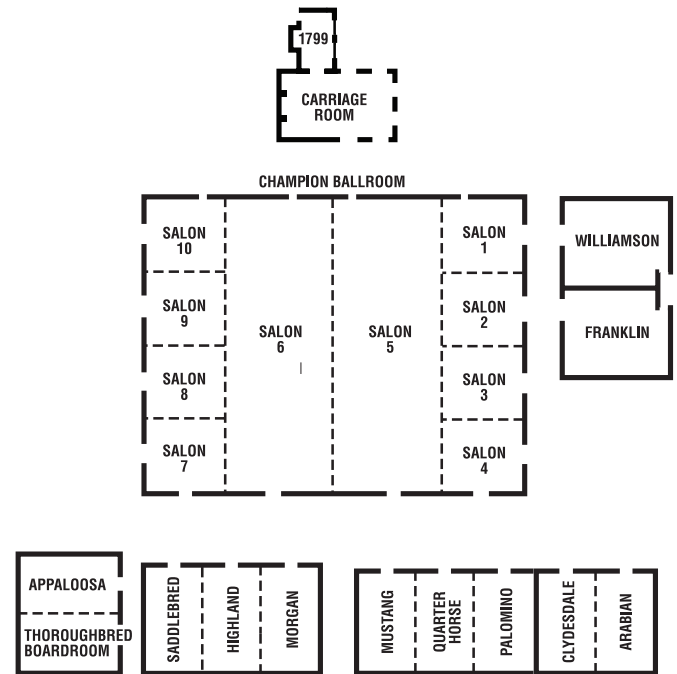 1799
CARRIAGE
ROOM
CHAMPION BALLROOM
SALON
10
SALON
9
SALON
8
SALON
7
SALON
6
SALON
5
SALON
1
SALON
2
SALON
3
SALON
4
WILLIAMSON
FRANKLIN
APPALOOSA
THOROUGHBRED
BOARDROOM
SADDLEBRED
HIGHLAND
MORGAN
MUSTANG
QUARTER
HORSE
PALOMINO
CLYDESDALE
ARABIAN